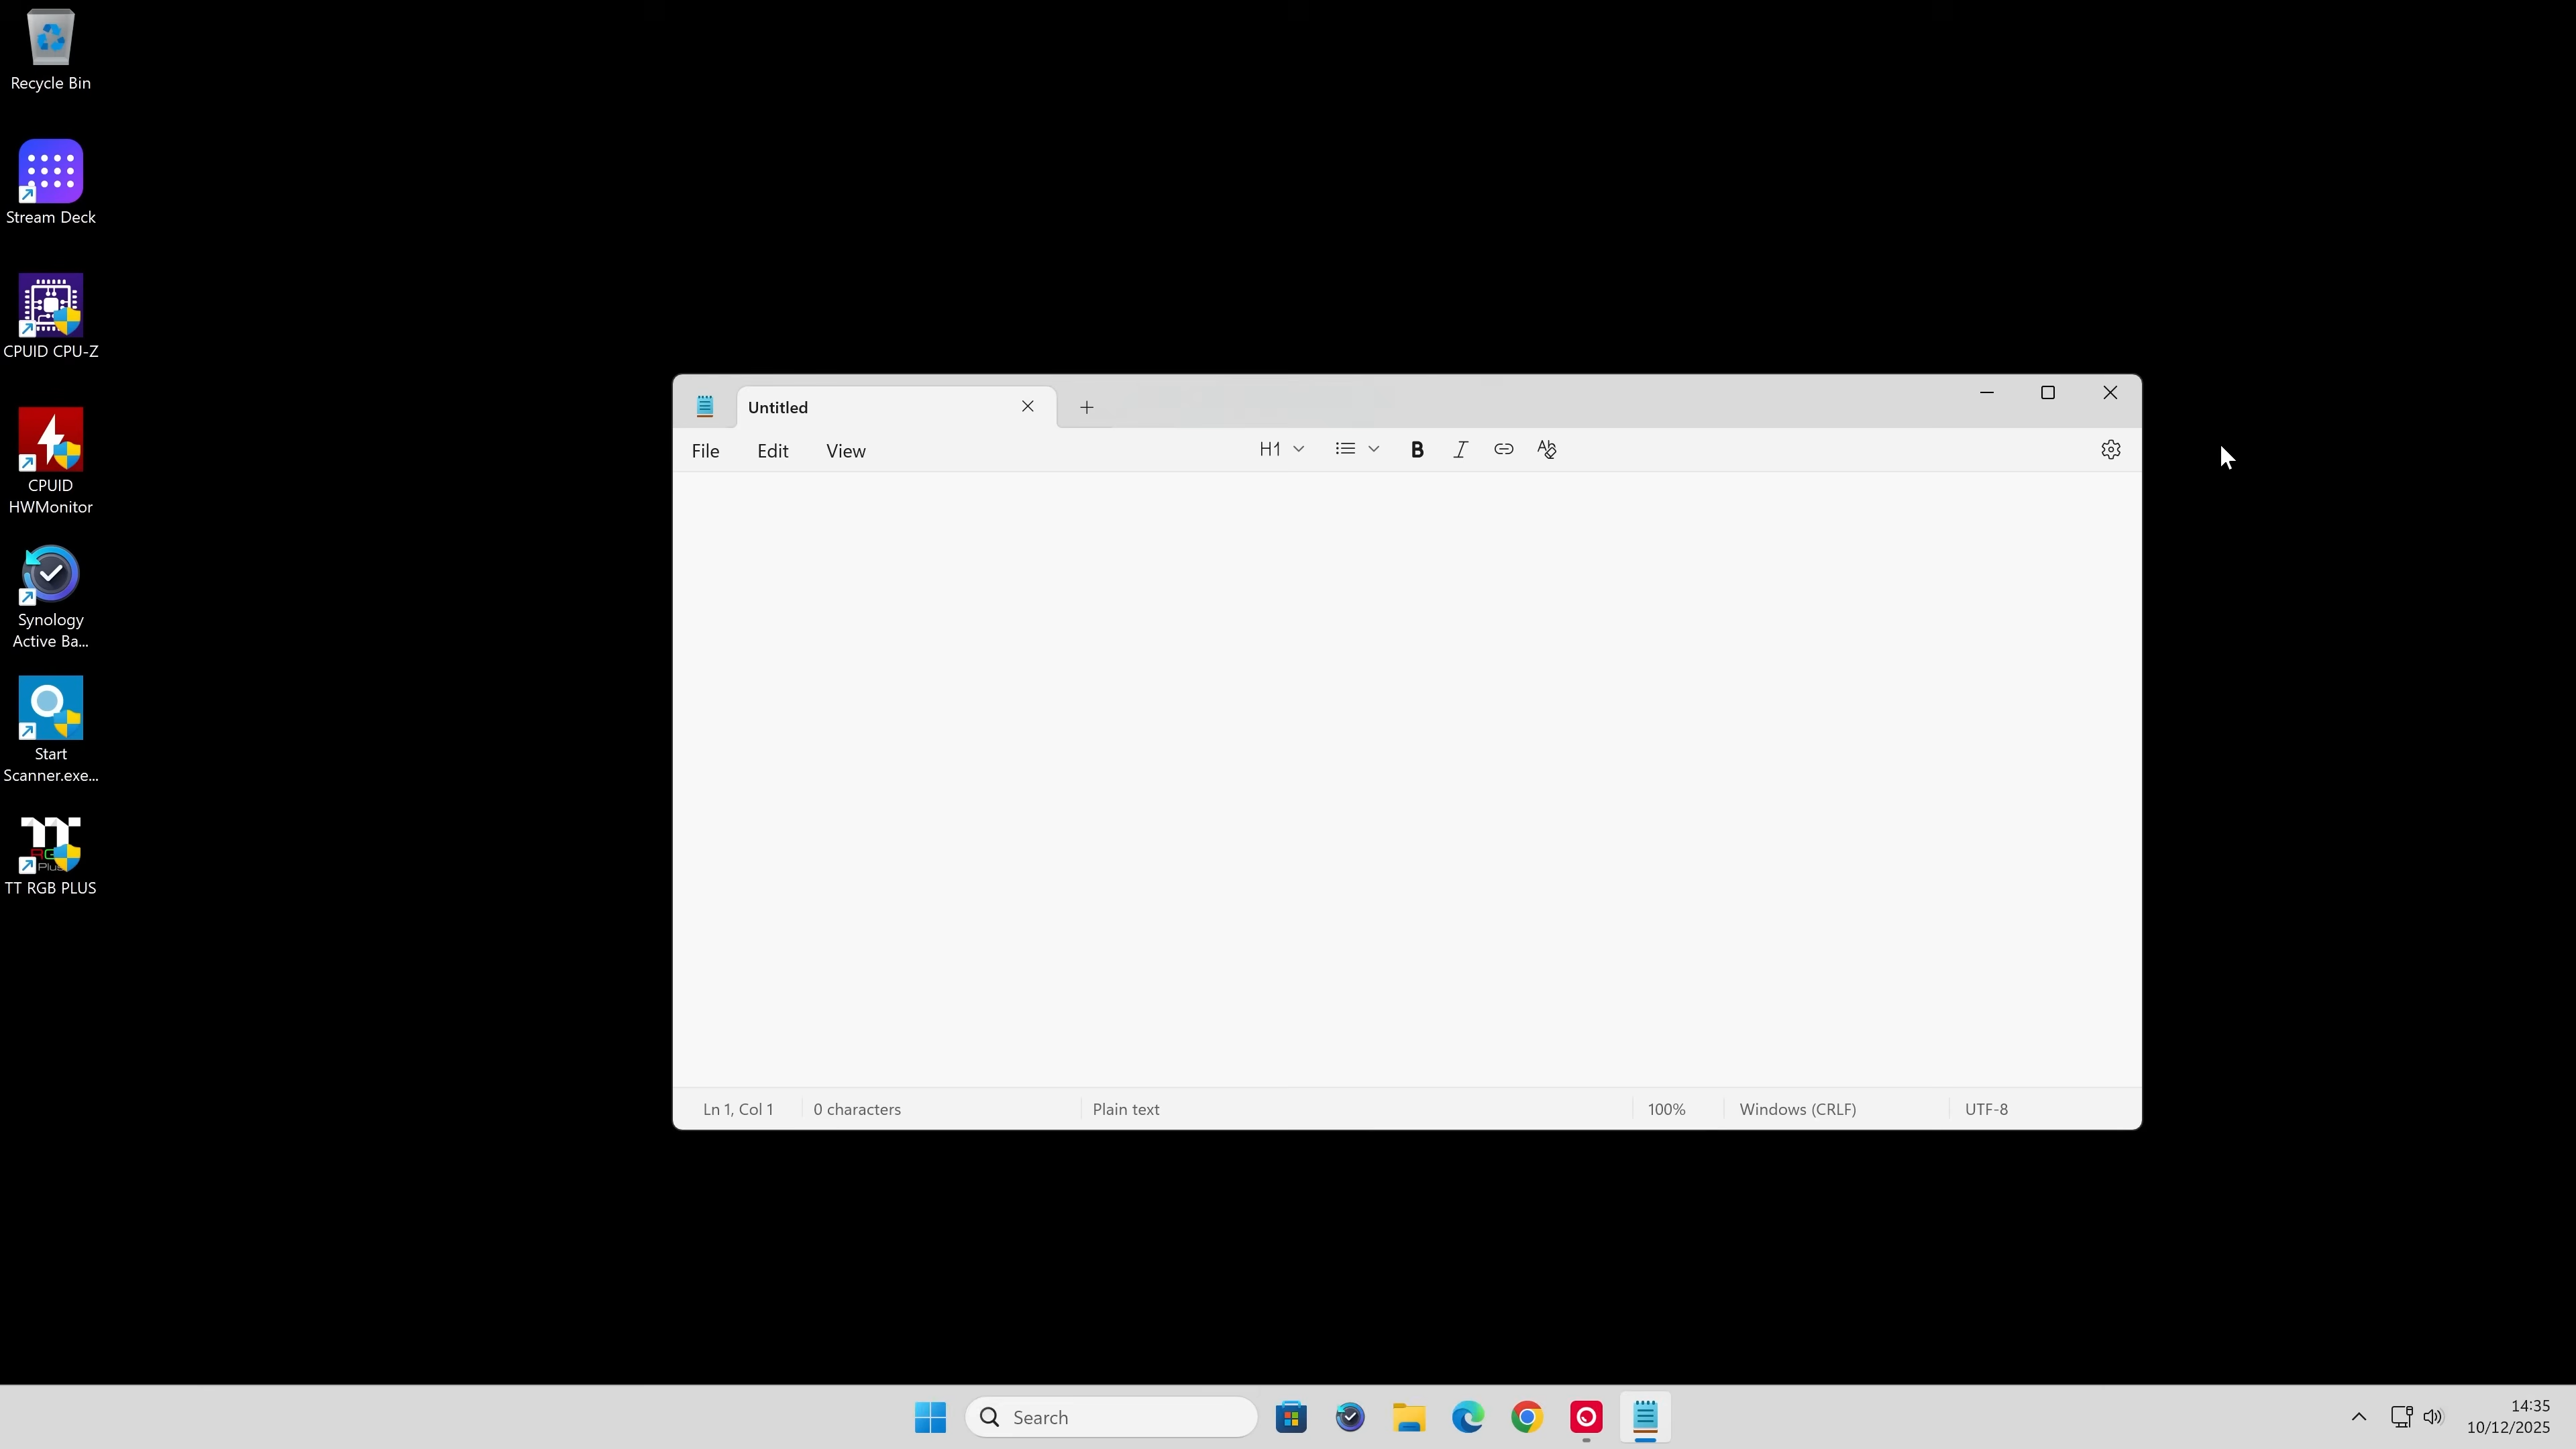 Recycle Bin
Stream Deck
CPUID CPU-Z
CPUID
HWMonitor
Synology
Active Ba...
Start
Scanner.exe...
TT RGB PLUS
Untitled
File Edit View H1 B I
Ln 1, Col 1 0 characters Plain text 100% Windows (CRLF) UTF-8
Search
14:35
10/12/2025